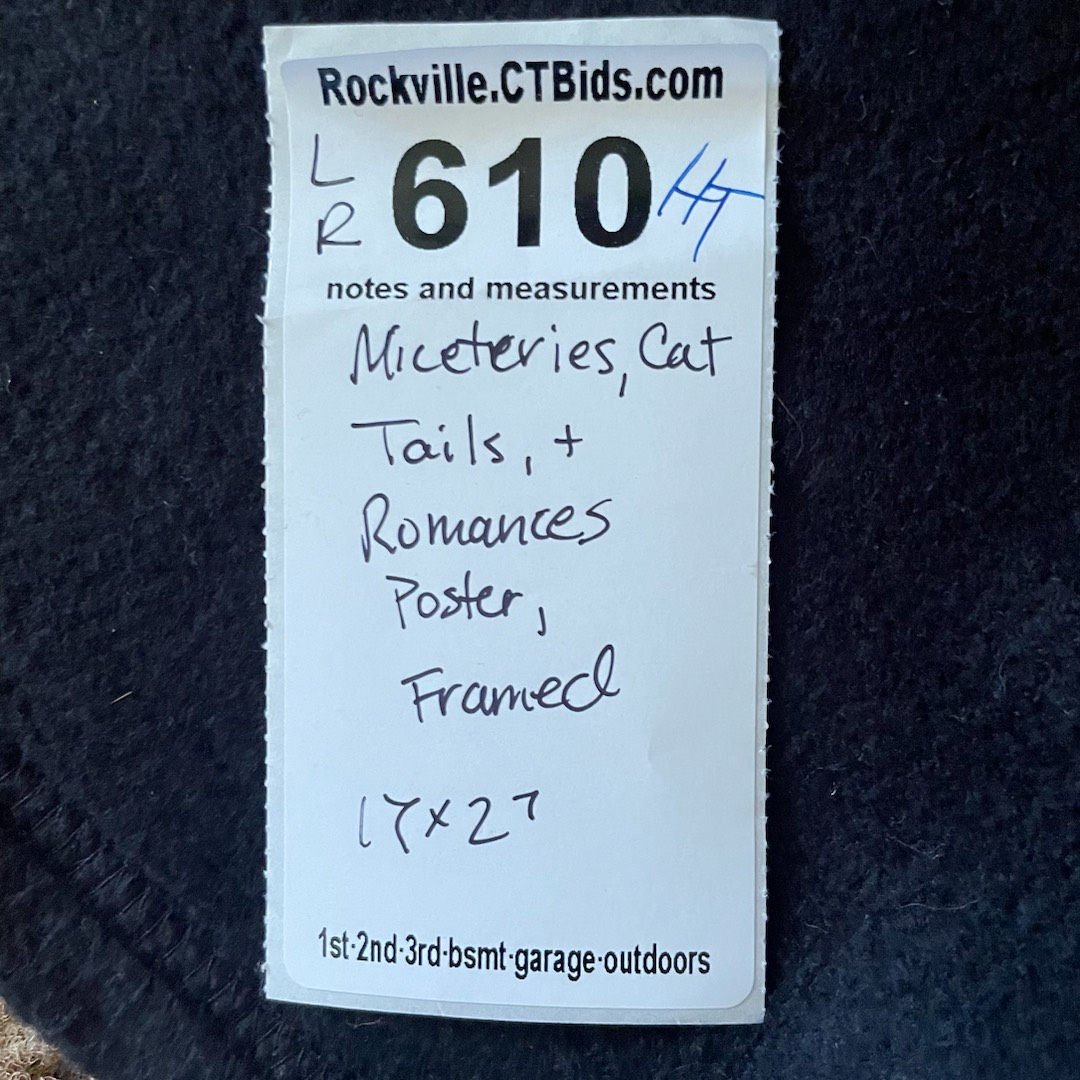 Rockville.CTBids.com
L
R
610 HT
notes and measurements
Miceteries, Cat
Tails, +
Romances
Poster,
Framed
17x27
1st·2nd·3rd·bsmt·garage·outdoors